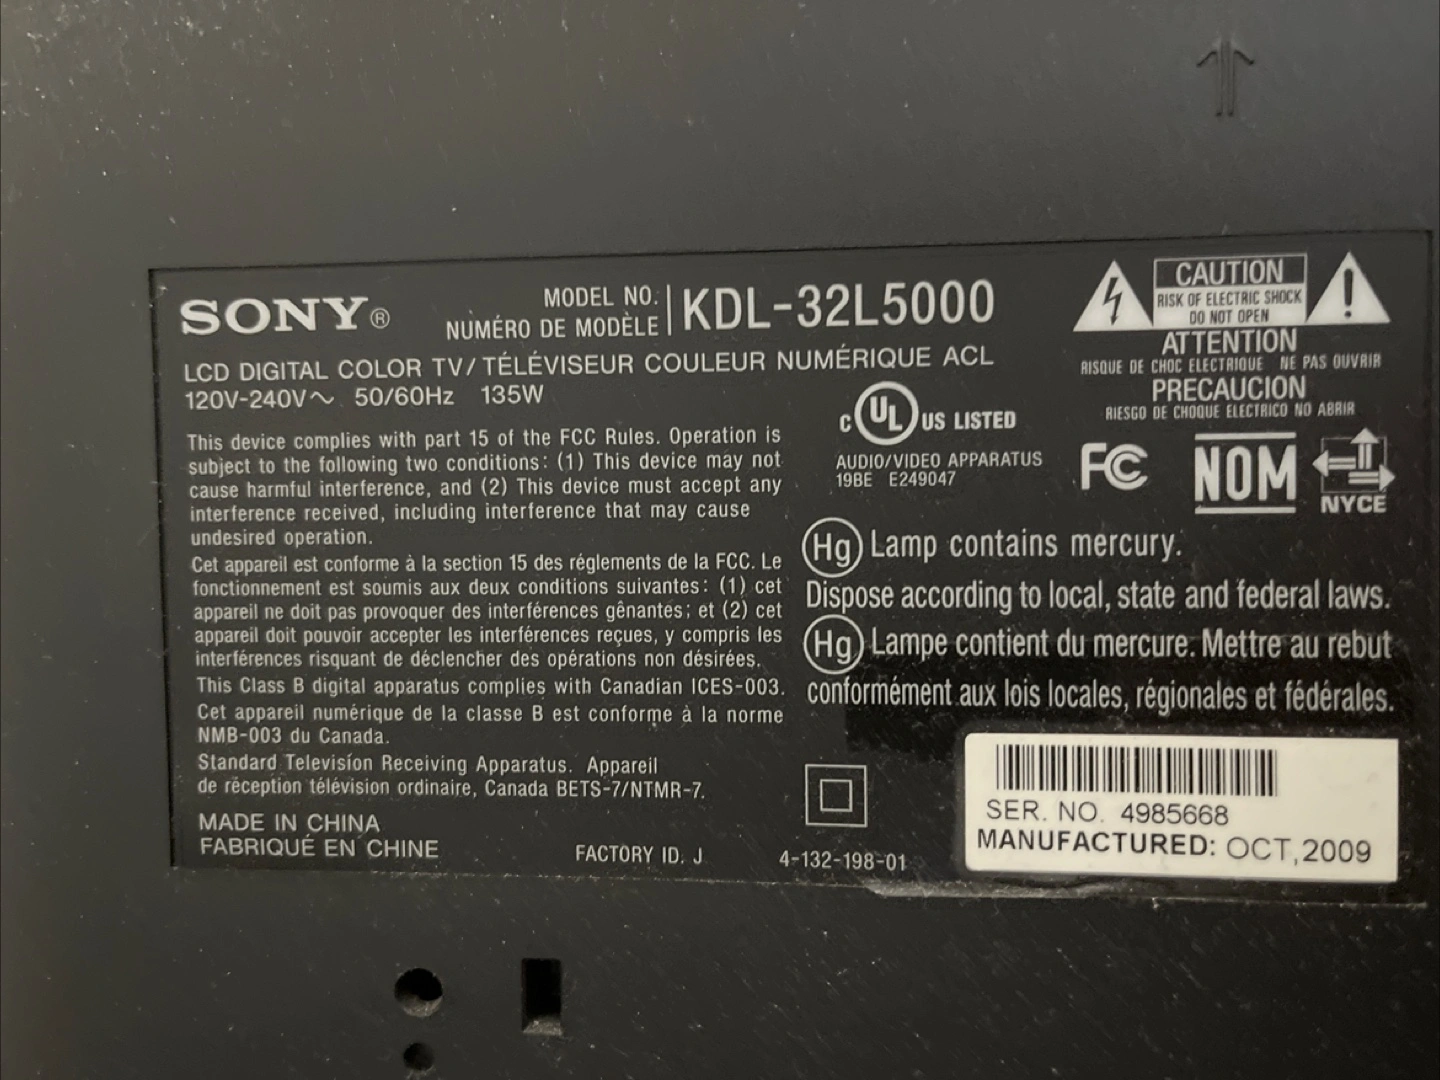 SONY®
MODEL NO.
NUMÉRO DE MODÈLE
KDL-32L5000
LCD DIGITAL COLOR TV/TÉLÉVISEUR COULEUR NUMÉRIQUE ACL
120V-240V~ 50/60Hz 135W
This device complies with part 15 of the FCC Rules. Operation is
subject to the following two conditions: (1) This device may not
cause harmful interference, and (2) This device must accept any
interference received, including interference that may cause
undesired operation.
Cet appareil est conforme à la section 15 des réglements de la FCC. Le
fonctionnement est soumis aux deux conditions suivantes: (1) cet
appareil ne doit pas provoquer des interférences gênantes; et (2) cet
appareil doit pouvoir accepter les interférences reçues, y compris les
interférences risquant de déclencher des opérations non désirées.
This Class B digital apparatus complies with Canadian ICES-003.
Cet appareil numérique de la classe B est conforme à la norme
NMB-003 du Canada.
Standard Television Receiving Apparatus. Appareil
de réception télévision ordinaire, Canada BETS-7/NTMR-7.
MADE IN CHINA
FABRIQUÉ EN CHINE
FACTORY ID. J
4-132-198-01
CAUTION
RISK OF ELECTRIC SHOCK
DO NOT OPEN
ATTENTION
RISQUE DE CHOC ELECTRIQUE NE PAS OUVRIR
PRECAUCION
RIESGO DE CHOQUE ELECTRICO NO ABRIR
C UL US LISTED
AUDIO/VIDEO APPARATUS
19BE E249047
FC
NOM
NYCE
Hg Lamp contains mercury.
Dispose according to local, state and federal laws.
Hg Lampe contient du mercure. Mettre au rebut
conformément aux lois locales, régionales et fédérales.
SER. NO. 4985668
MANUFACTURED: OCT,2009